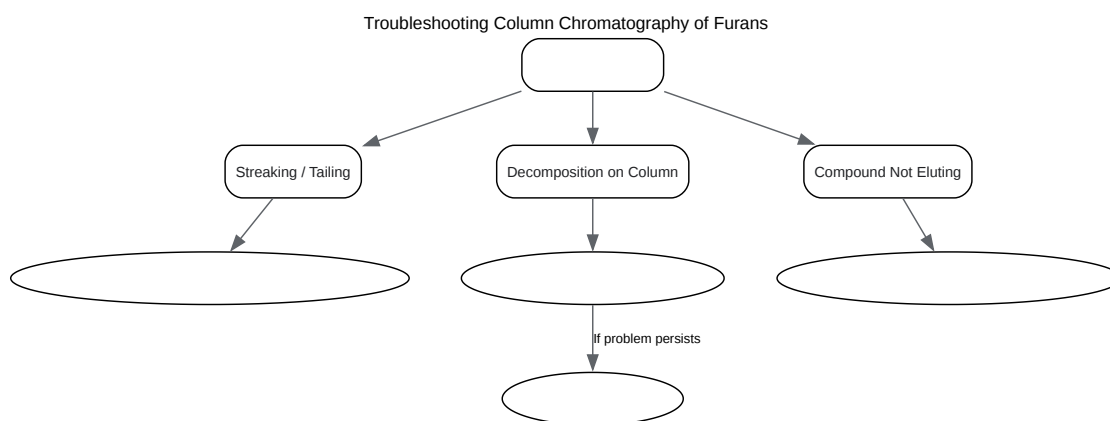 Troubleshooting Column Chromatography of Furans
Streaking / Tailing
Decomposition on Column
Compound Not Eluting
If problem persists